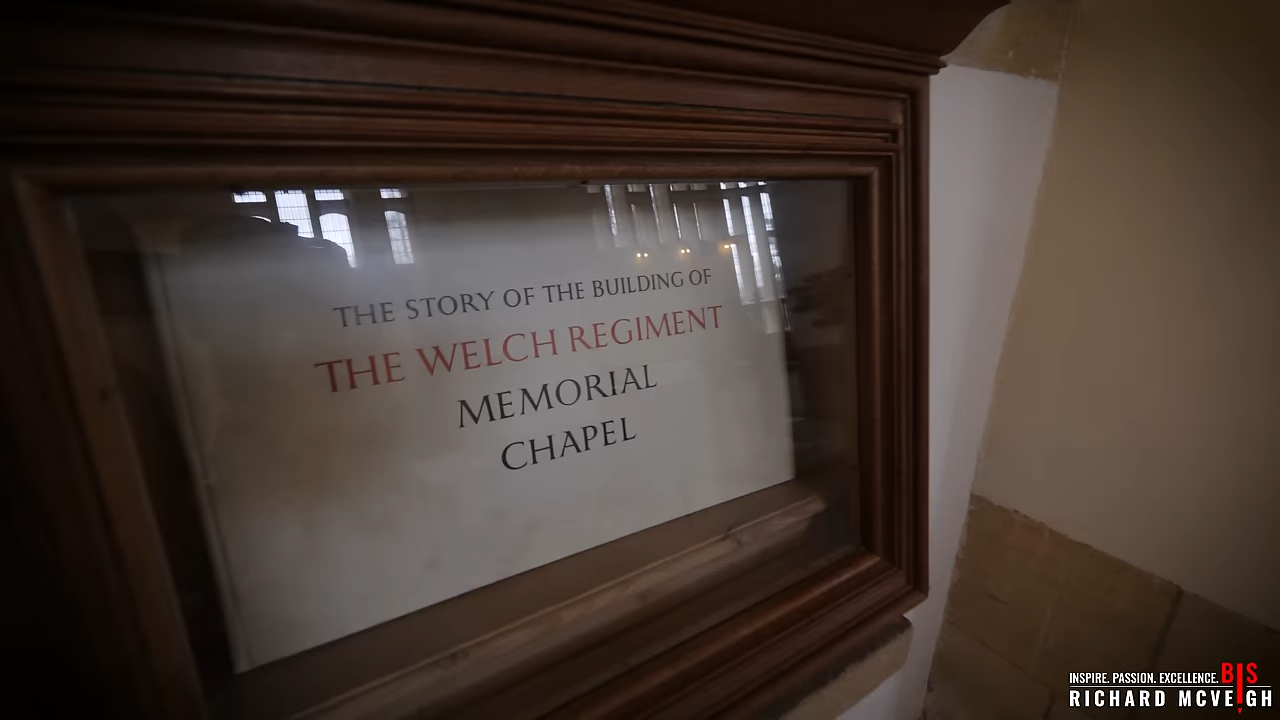 THE STORY OF THE BUILDING OF
THE WELCH REGIMENT
MEMORIAL
CHAPEL
INSPIRE. PASSION. EXCELLENCE. BIS
RICHARD MCVEIGH